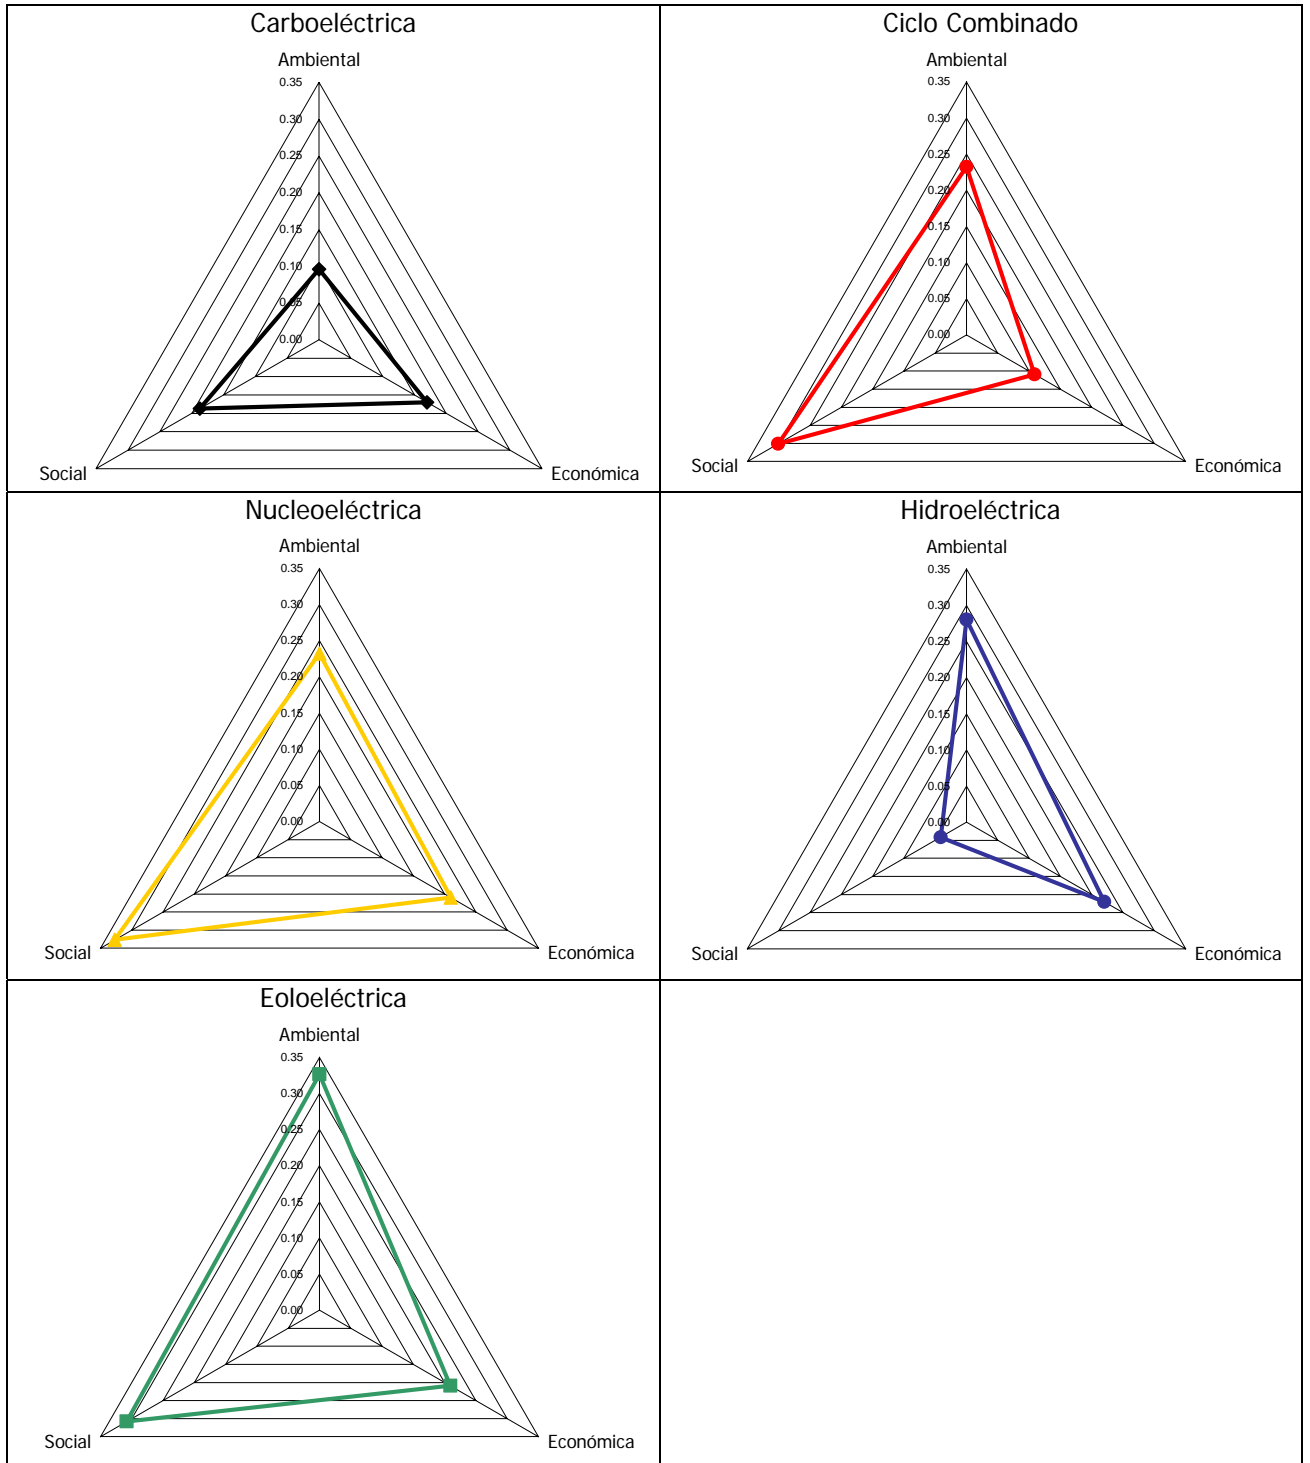 Carboeléctrica
Ambiental
0.35
0.30
0.25
0.20
0.15
0.10
0.05
0.00
Social
Económica
Ciclo Combinado
Ambiental
0.35
0.30
0.25
0.20
0.15
0.10
0.05
0.00
Social
Económica
Nucleoeléctrica
Ambiental
0.35
0.30
0.25
0.20
0.15
0.10
0.05
0.00
Social
Económica
Hidroeléctrica
Ambiental
0.35
0.30
0.25
0.20
0.15
0.10
0.05
0.00
Social
Económica
Eoloeléctrica
Ambiental
0.35
0.30
0.25
0.20
0.15
0.10
0.05
0.00
Social
Económica